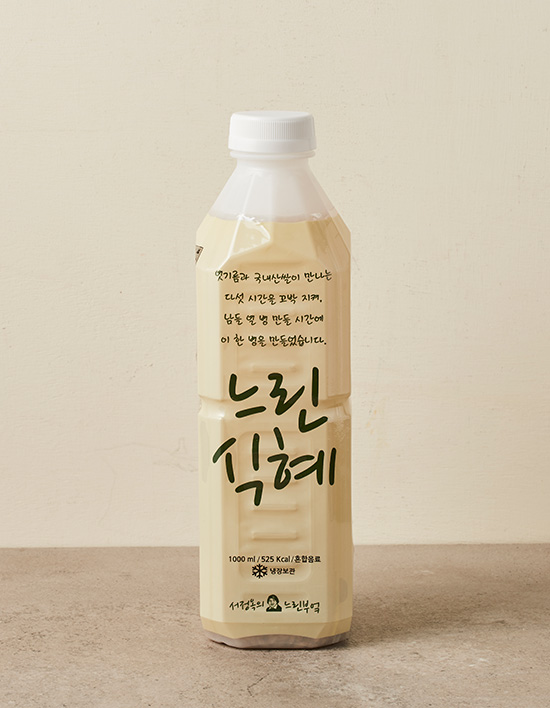 엿기름과 국내산쌀이 만나는
다섯 시간을 꼬박 지켜,
남들 열 병 만들 시간에
이 한 병을 만들었습니다.
느린
식혜
1000 ml / 525 Kcal / 혼합음료
냉장보관
서정옥의 느린부엌